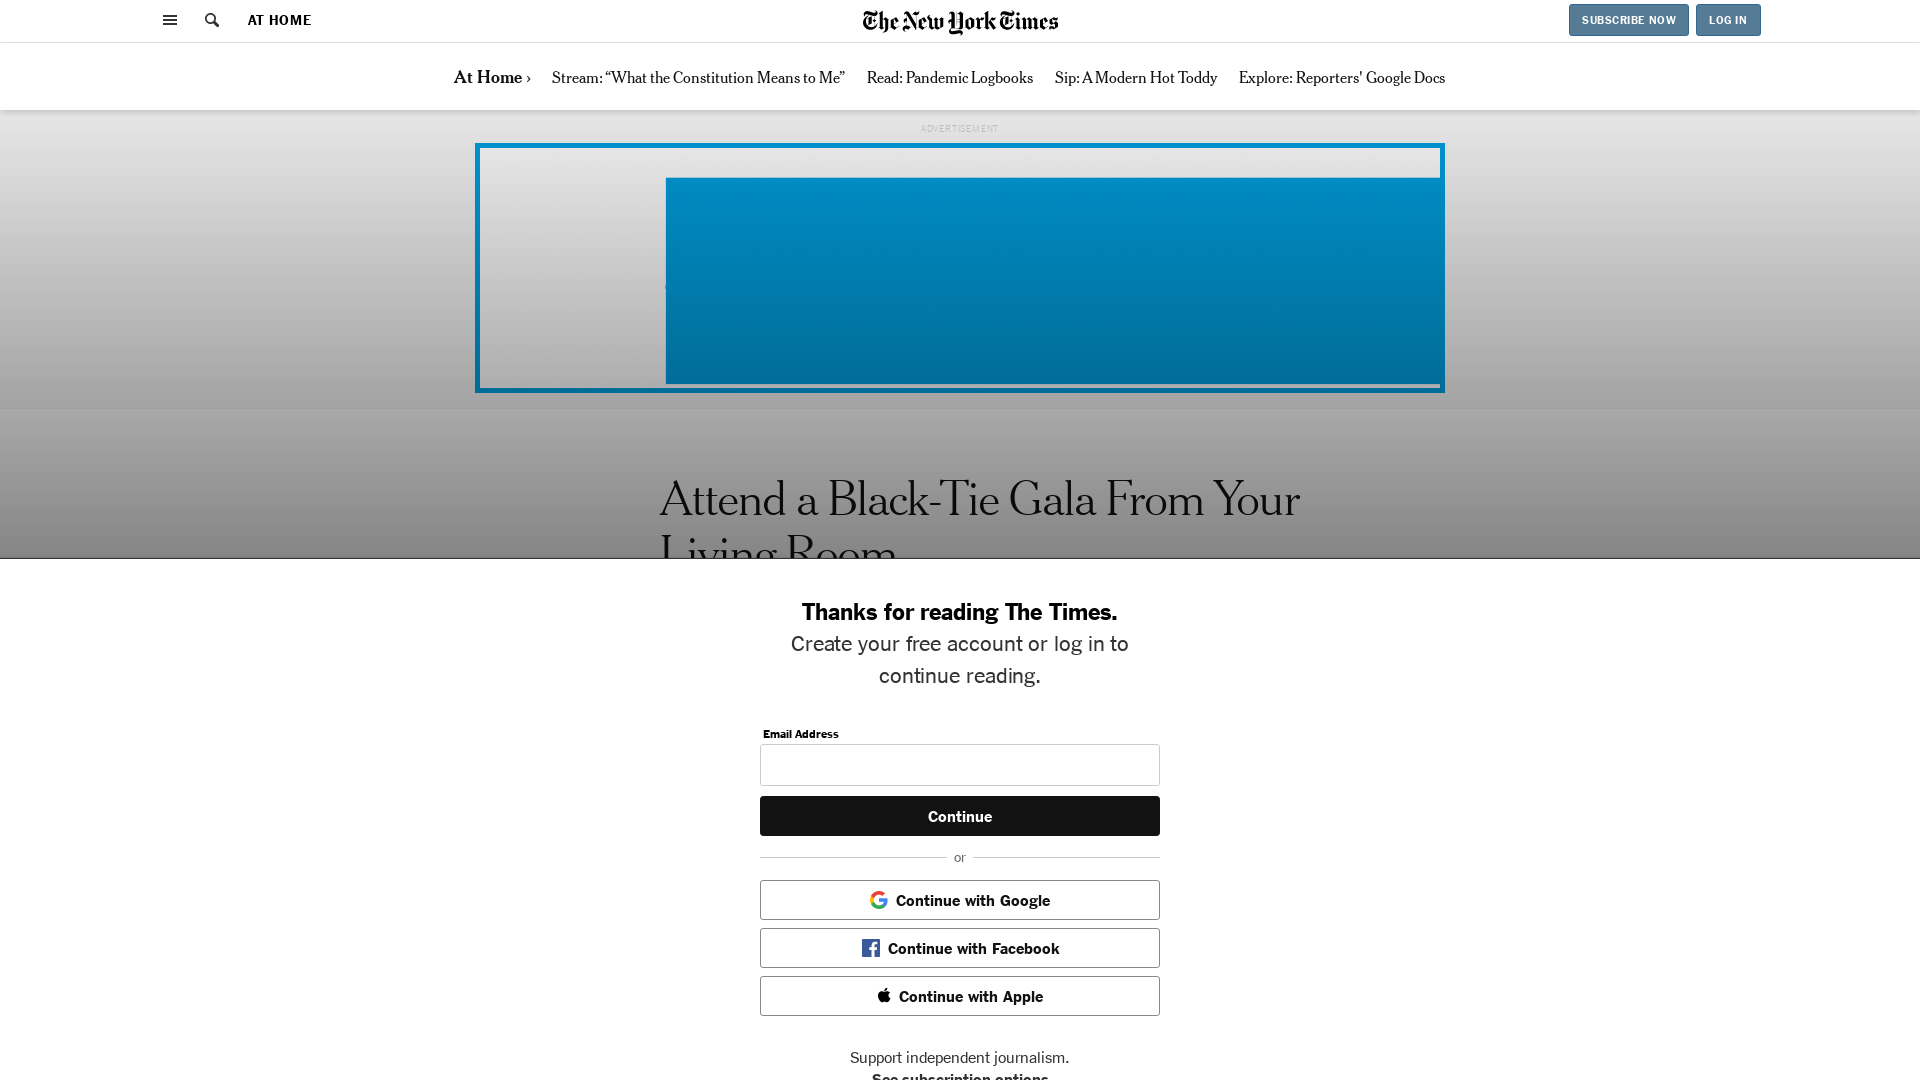 AT HOME
The New York Times
SUBSCRIBE NOW
LOG IN
At Home ›
Stream: “What the Constitution Means to Me”
Read: Pandemic Logbooks
Sip: A Modern Hot Toddy
Explore: Reporters' Google Docs
ADVERTISEMENT
Attend a Black-Tie Gala From Your
Living Room
Thanks for reading The Times.
Create your free account or log in to
continue reading.
Email Address
Continue
or
Continue with Google
Continue with Facebook
Continue with Apple
Support independent journalism.
See subscription options